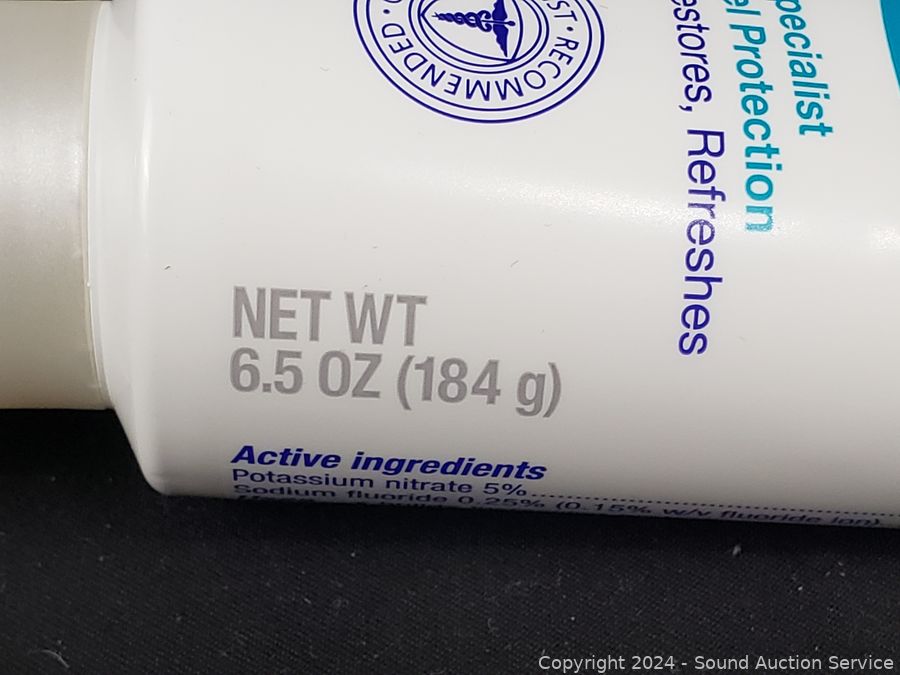 RECOMMENDED
Protection
estores, Refreshes
NET WT
6.5 OZ (184 g)
Active ingredients
Potassium nitrate 5%
Sodium fluoride 0.25% (0.15% w/v fluoride ion)
Copyright 2024 - Sound Auction Service